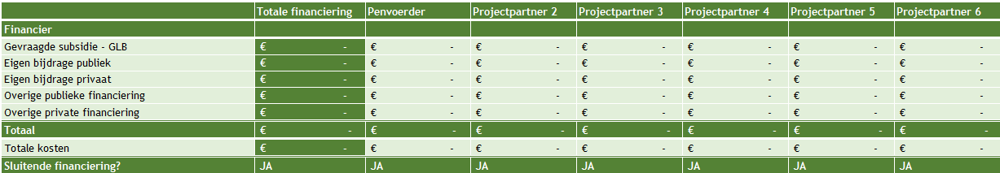 Totale financiering Penvoerder Projectpartner 2 Projectpartner 3 Projectpartner 4 Projectpartner 5 Projectpartner 6
Financier
Gevraagde subsidie - GLB € - € - € - € - € - € - € -
Eigen bijdrage publiek € - € - € - € - € - € - € -
Eigen bijdrage privaat € - € - € - € - € - € - € -
Overige publieke financiering € - € - € - € - € - € - € -
Overige private financiering € - € - € - € - € - € - € -
Totaal € - € - € - € - € - € - € -
Totale kosten € - € - € - € - € - € - € -
Sluitende financiering? JA JA JA JA JA JA JA